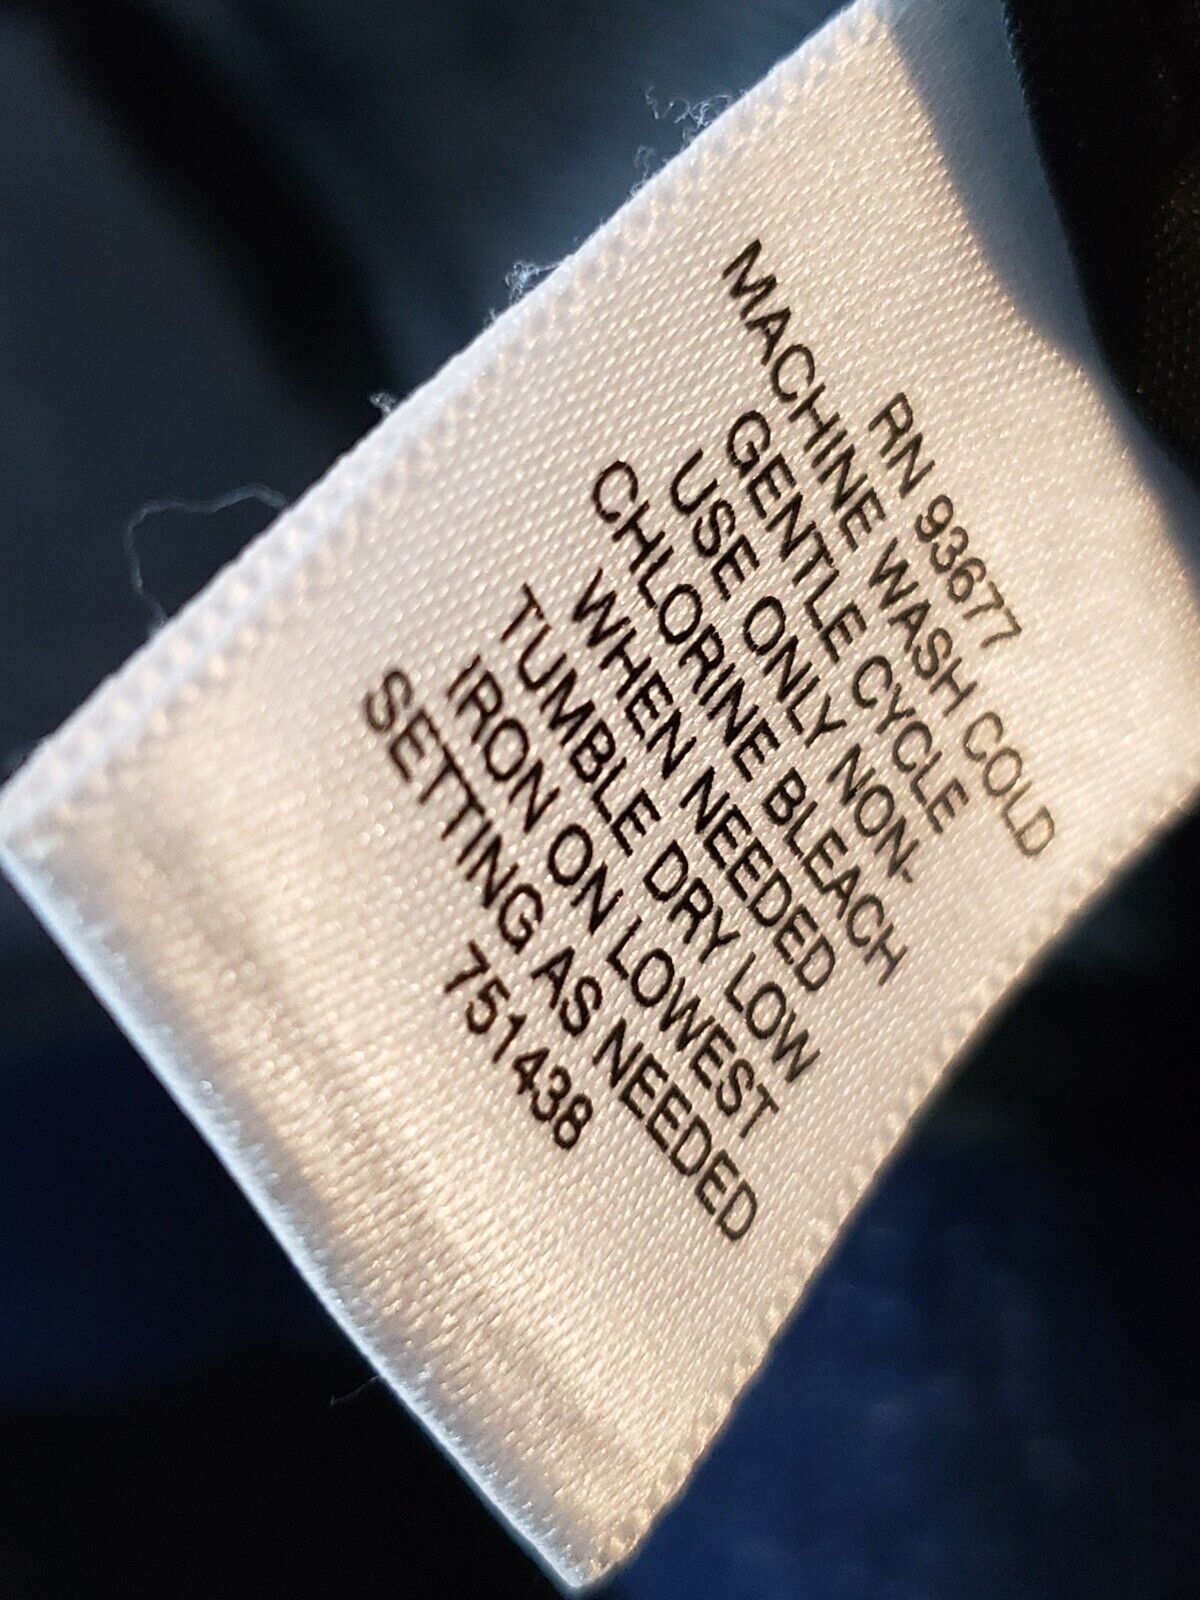 RN 93677
MACHINE WASH COLD
GENTLE CYCLE
USE ONLY NON-
CHLORINE BLEACH
WHEN NEEDED
TUMBLE DRY LOW
IRON ON LOWEST
SETTING AS NEEDED
751438